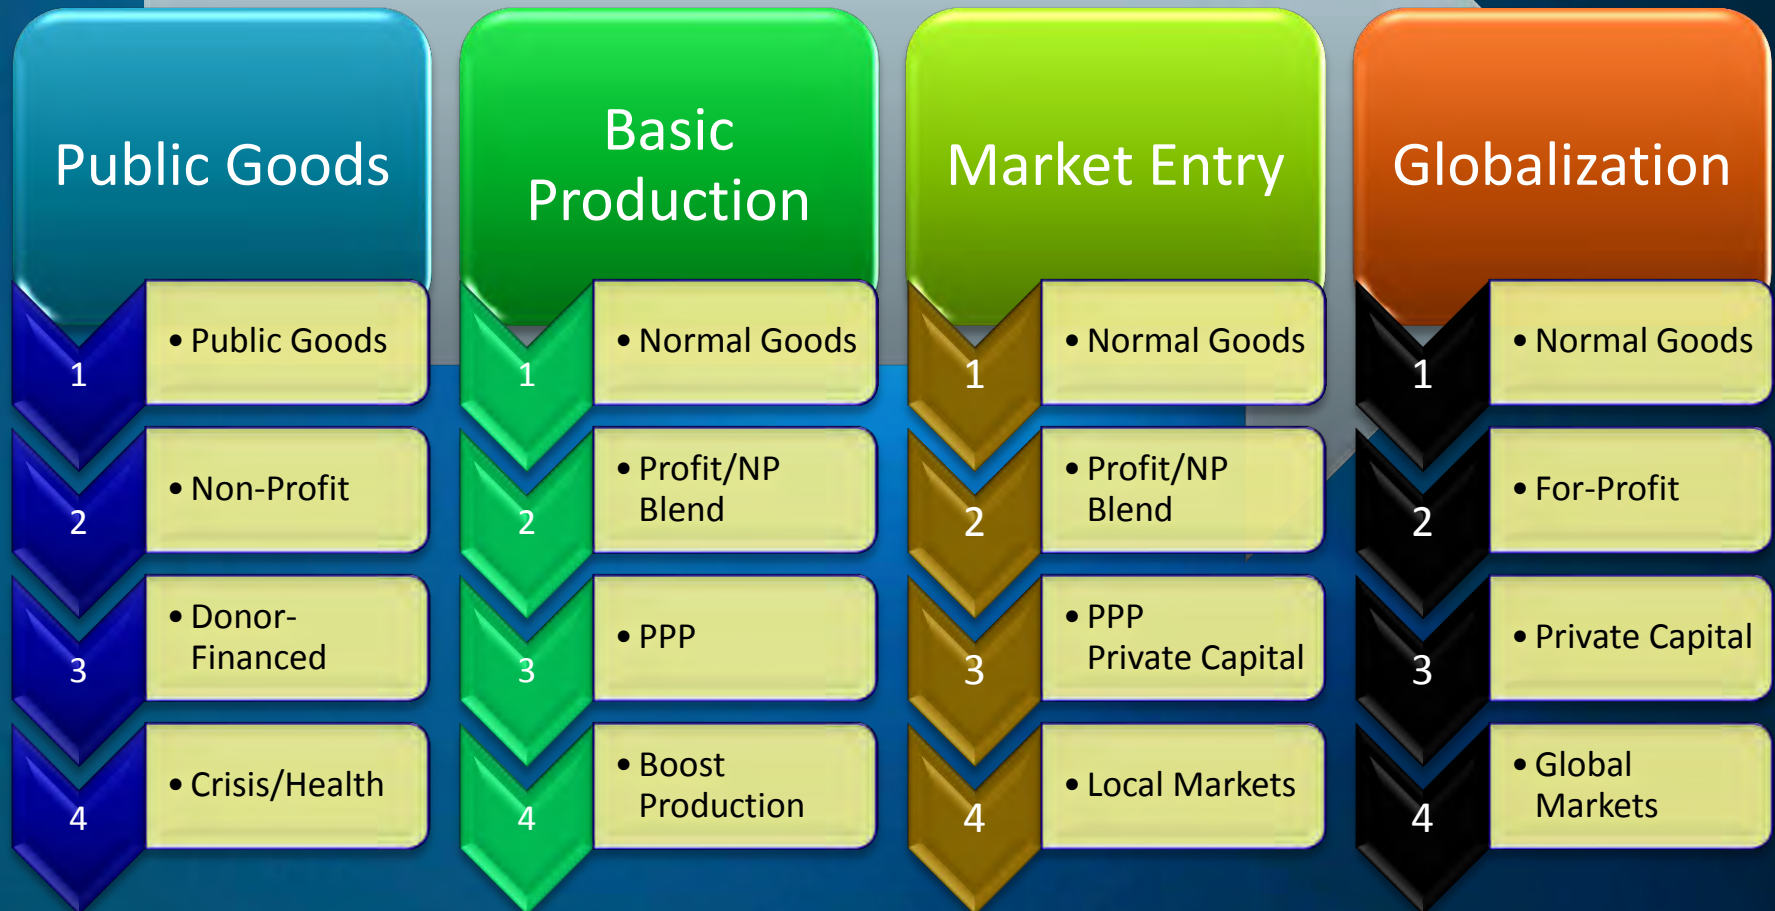 Public Goods
1
• Public Goods
2
• Non-Profit
3
• Donor-
Financed
4
• Crisis/Health
Basic
Production
1
• Normal Goods
2
• Profit/NP
Blend
3
• PPP
4
• Boost
Production
Market Entry
1
• Normal Goods
2
• Profit/NP
Blend
3
• PPP
Private Capital
4
• Local Markets
Globalization
1
• Normal Goods
2
• For-Profit
3
• Private Capital
4
• Global
Markets